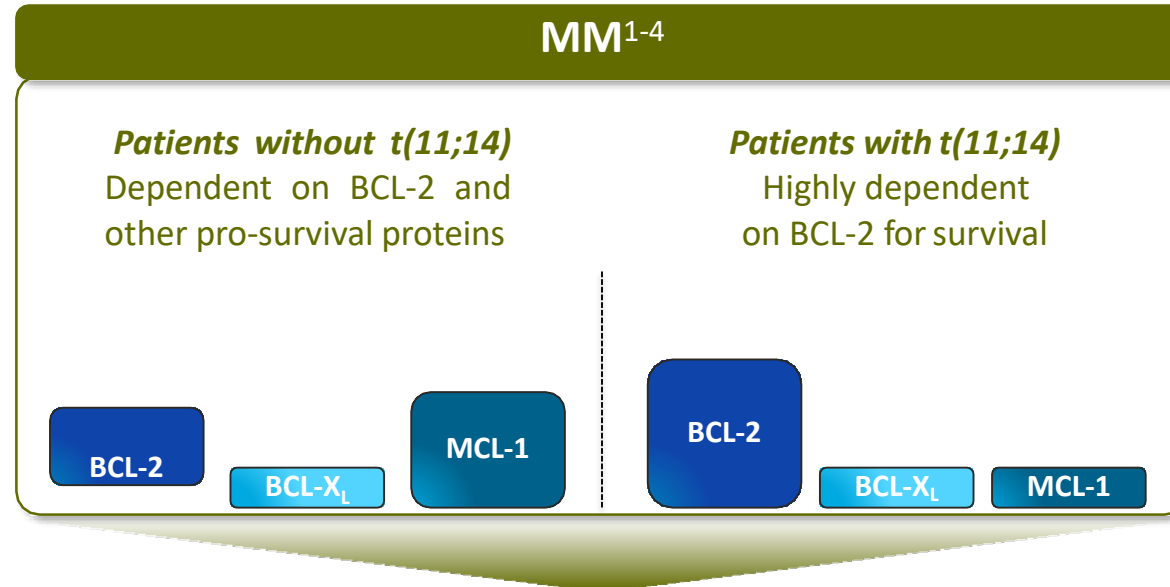 MM1-4
Patients without t(11;14)
Dependent on BCL-2 and
other pro-survival proteins
Patients with t(11;14)
Highly dependent
on BCL-2 for survival
BCL-2
BCL-XL
MCL-1
BCL-2
BCL-XL
MCL-1